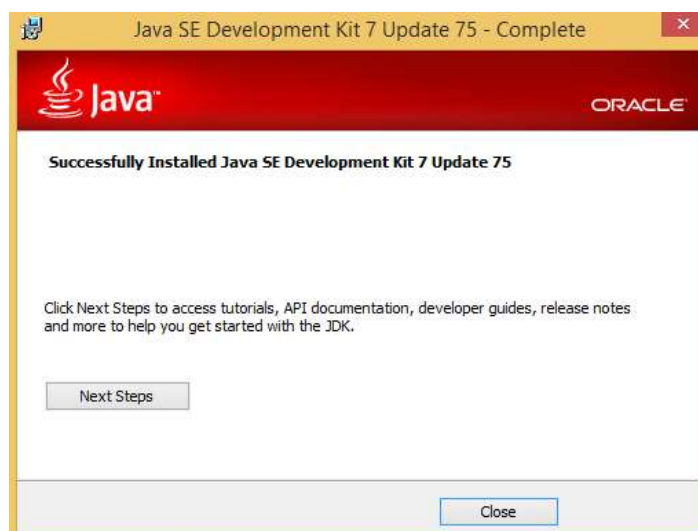 Java SE Development Kit 7 Update 75 - Complete
Java™
ORACLE
Successfully Installed Java SE Development Kit 7 Update 75
Click Next Steps to access tutorials, API documentation, developer guides, release notes
and more to help you get started with the JDK.
Next Steps
Close